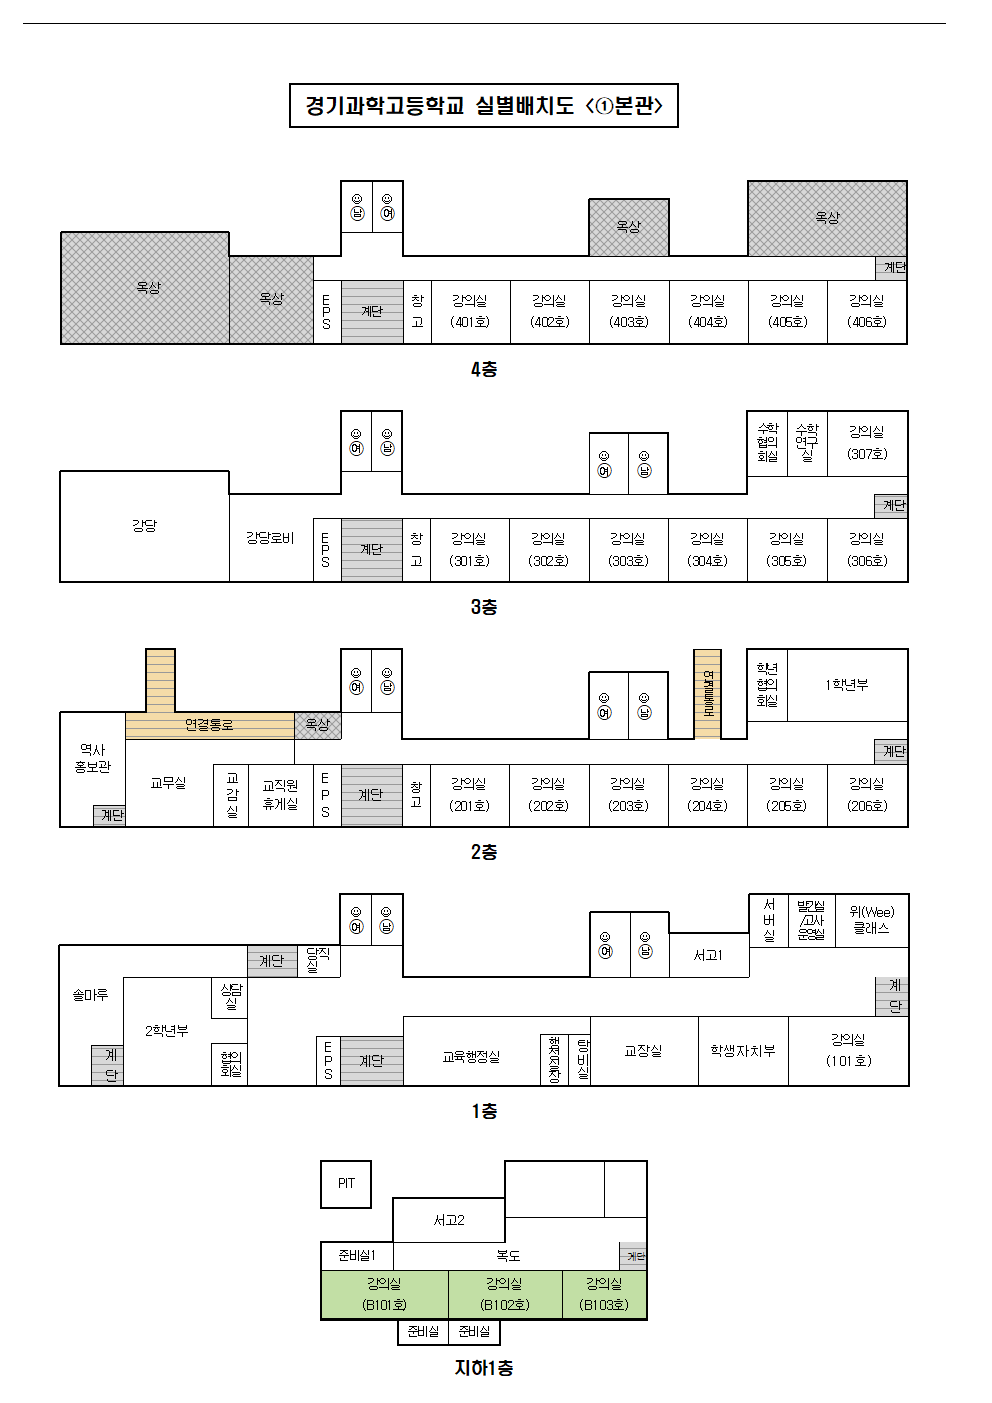 경기과학고등학교 실별배치도 <①본관>
남 여
옥상
옥상
옥상
옥상
계단
E
P
S
계단
창
고
강의실
(401호)
강의실
(402호)
강의실
(403호)
강의실
(404호)
강의실
(405호)
강의실
(406호)
4층
여 남
여 남
수학
협의
회실
수학
연구
실
강의실
(307호)
계단
강당
강당로비
E
P
S
계단
창
고
강의실
(301호)
강의실
(302호)
강의실
(303호)
강의실
(304호)
강의실
(305호)
강의실
(306호)
3층
여 남
여 남
연결통로
학년
협의
회실
1학년부
연결통로
옥상
계단
역사
홍보관
계단
교무실
교
감
실
교직원
휴게실
E
P
S
계단
창
고
강의실
(201호)
강의실
(202호)
강의실
(203호)
강의실
(204호)
강의실
(205호)
강의실
(206호)
2층
여 남
여 남
서고1
서
버
실
발간실
/고사
운영실
위(Wee)
클래스
계단
당직
실
계
단
솔마루
계
단
2학년부
상담
실
협의
회실
E
P
S
계단
교육행정실
행정실장
탕
비
실
교장실
학생자치부
강의실
(101호)
1층
PIT
서고2
준비실1
복도
계단
강의실
(B101호)
강의실
(B102호)
강의실
(B103호)
준비실
준비실
지하1층